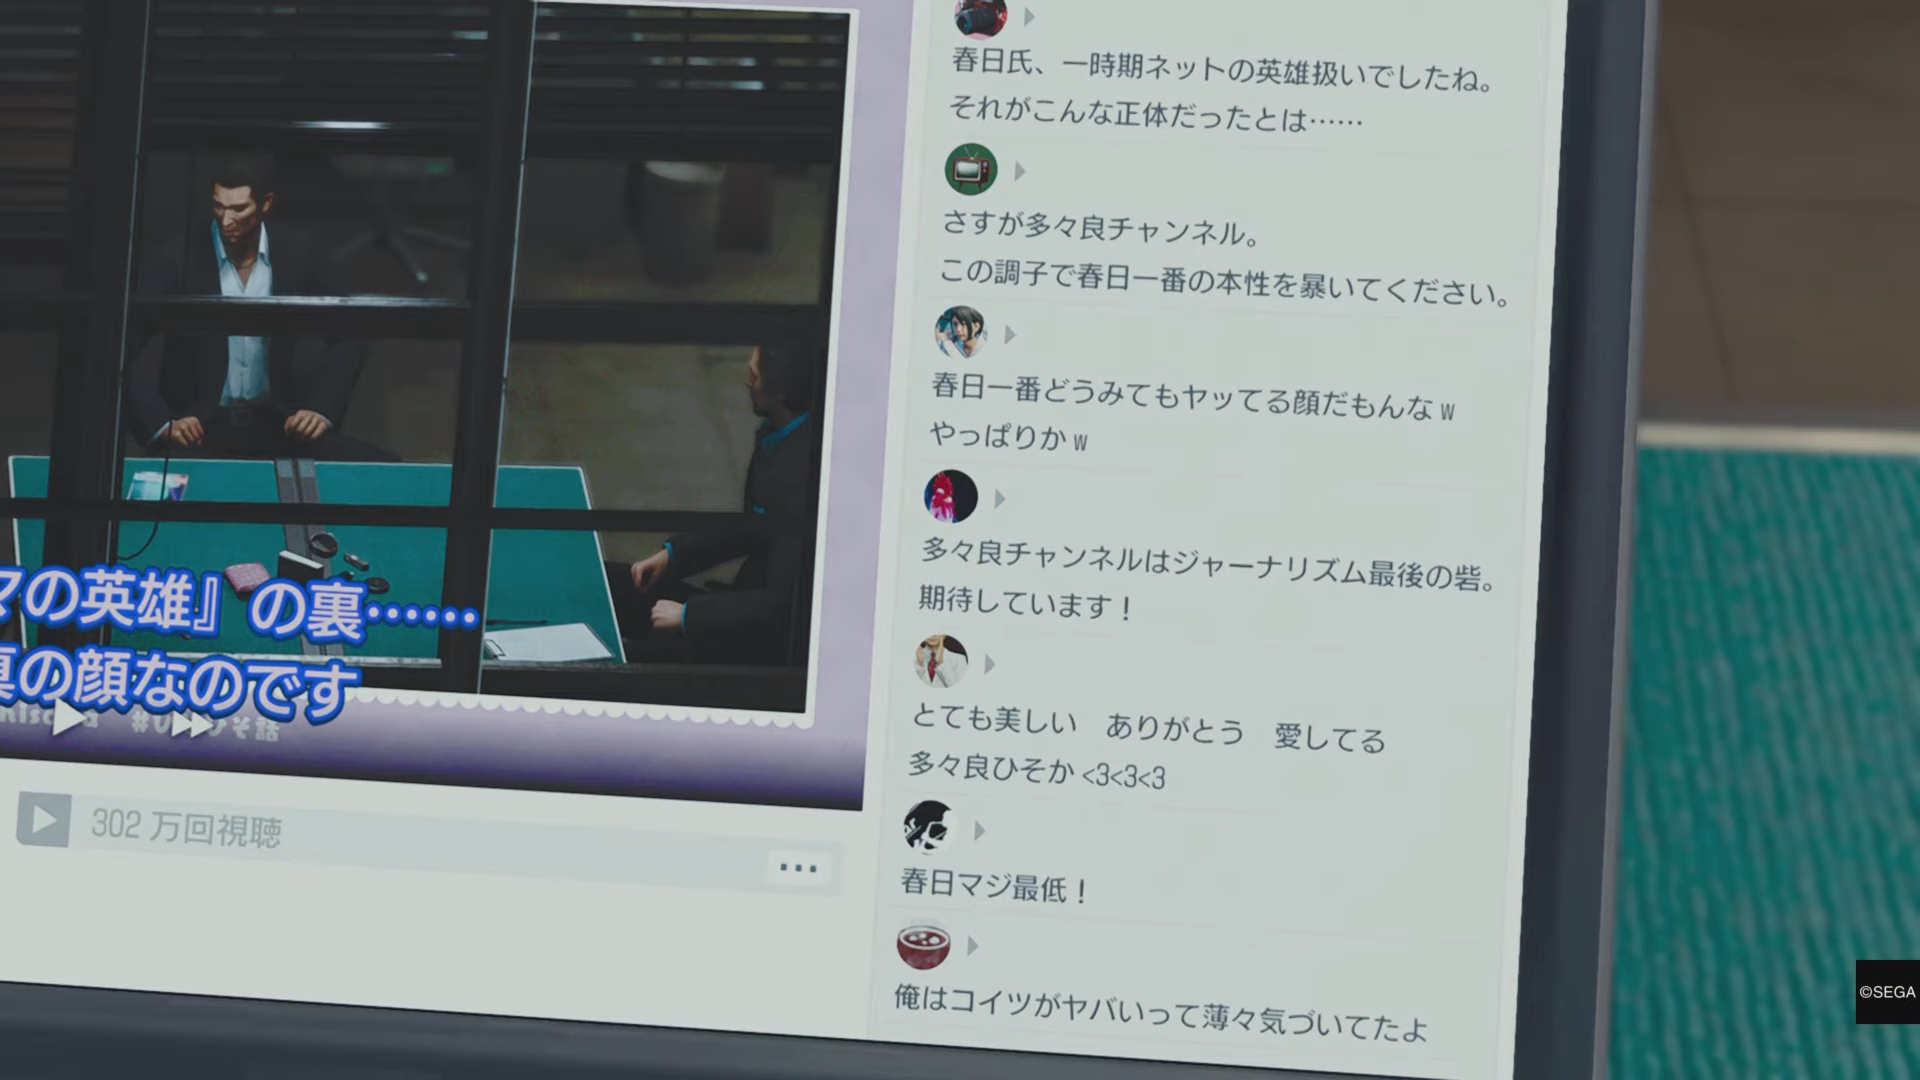 春日氏、一時期ネットの英雄扱いでしたね。
それがこんな正体だったとは……
さすが多々良チャンネル。
この調子で春日一番の本性を暴いてください。
春日一番どうみてもヤッてる顔だもんなw
やっぱりかw
多々良チャンネルはジャーナリズム最後の砦。
期待しています!
とても美しい　ありがとう　愛してる
多々良ひそか <3<3<3
春日マジ最低!
俺はコイツがヤバいって薄々気づいてたよ
マの英雄』の裏……
真の顔なのです
そ話
302 万回視聴
©SEGA